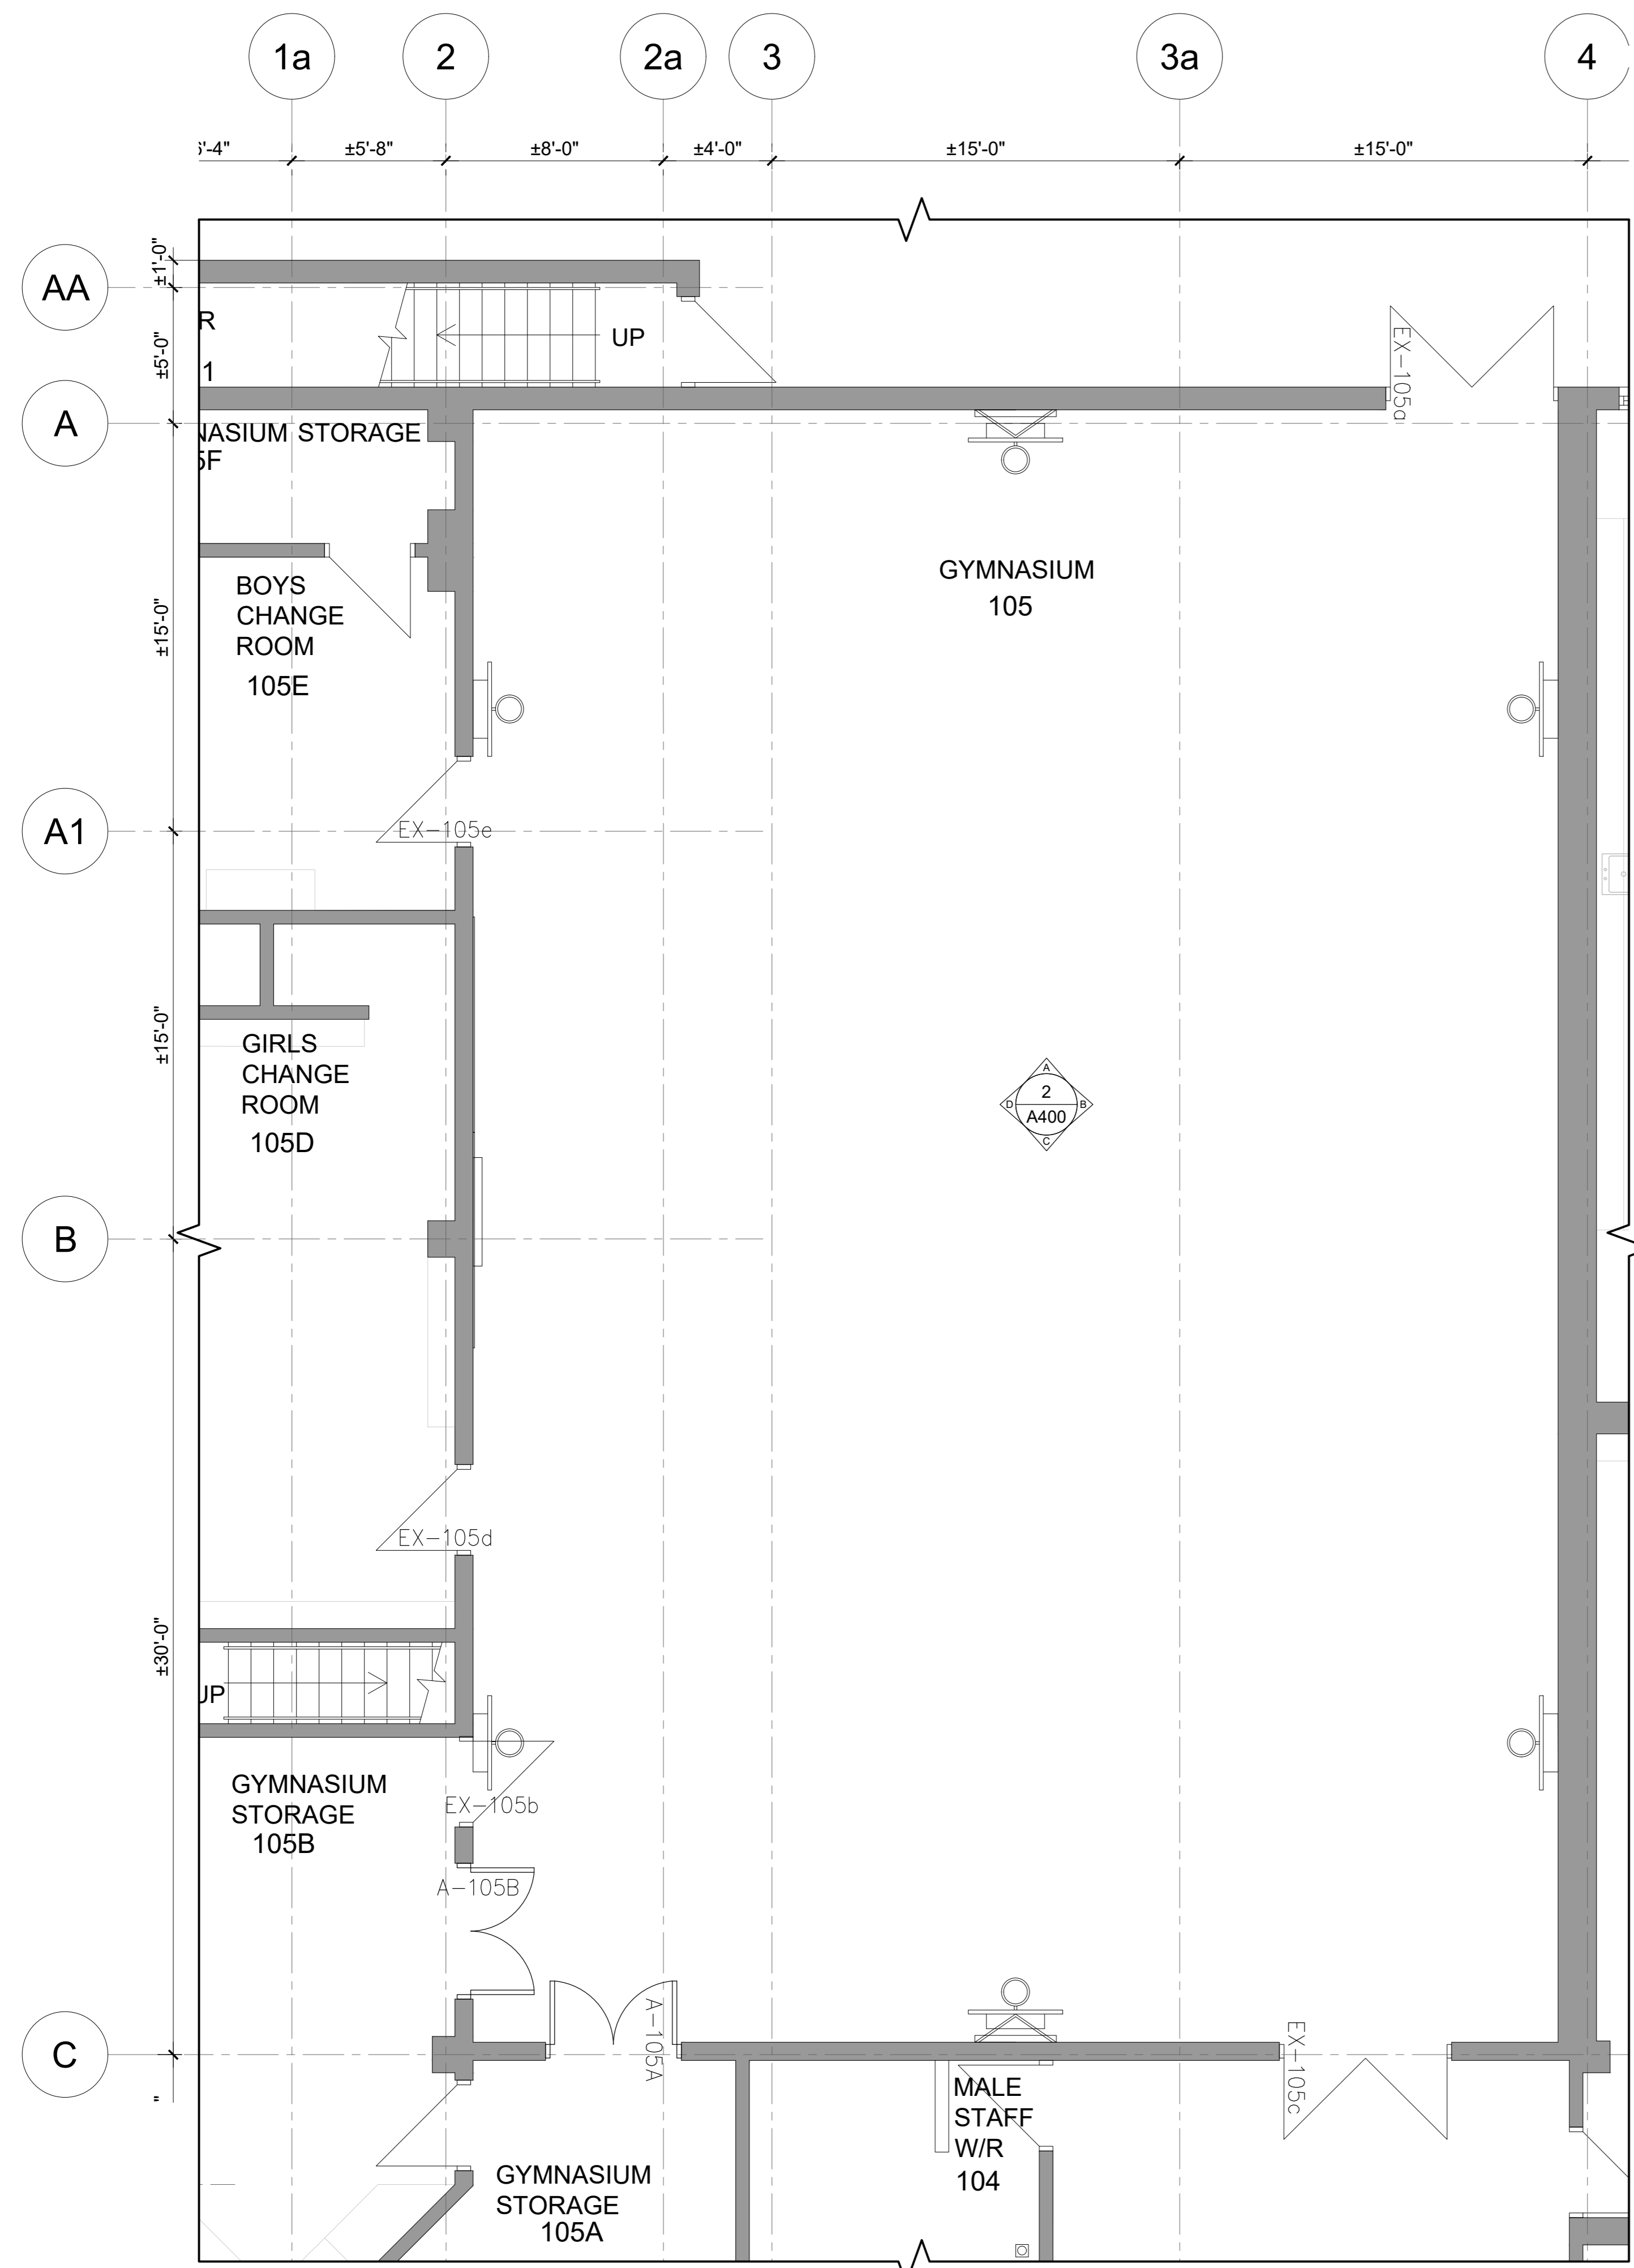 1a 2 2a 3 3a 4
'-4" ±5'-8" ±8'-0" ±4'-0" ±15'-0" ±15'-0"
±1'-0"
AA
R
UP
±5'-0"
1
EX-105a
A
NASIUM STORAGE
5F
GYMNASIUM
105
BOYS
CHANGE
ROOM
105E
±15'-0"
A1
EX-105e
±15'-0"
GIRLS
CHANGE
ROOM
105D
A
2
D B
A400
C
B
EX-105d
±30'-0"
UP
GYMNASIUM
STORAGE
105B
EX-105b
A-105B
A-105A
EX-105c
C
"
MALE
STAFF
W/R
104
GYMNASIUM
STORAGE
105A